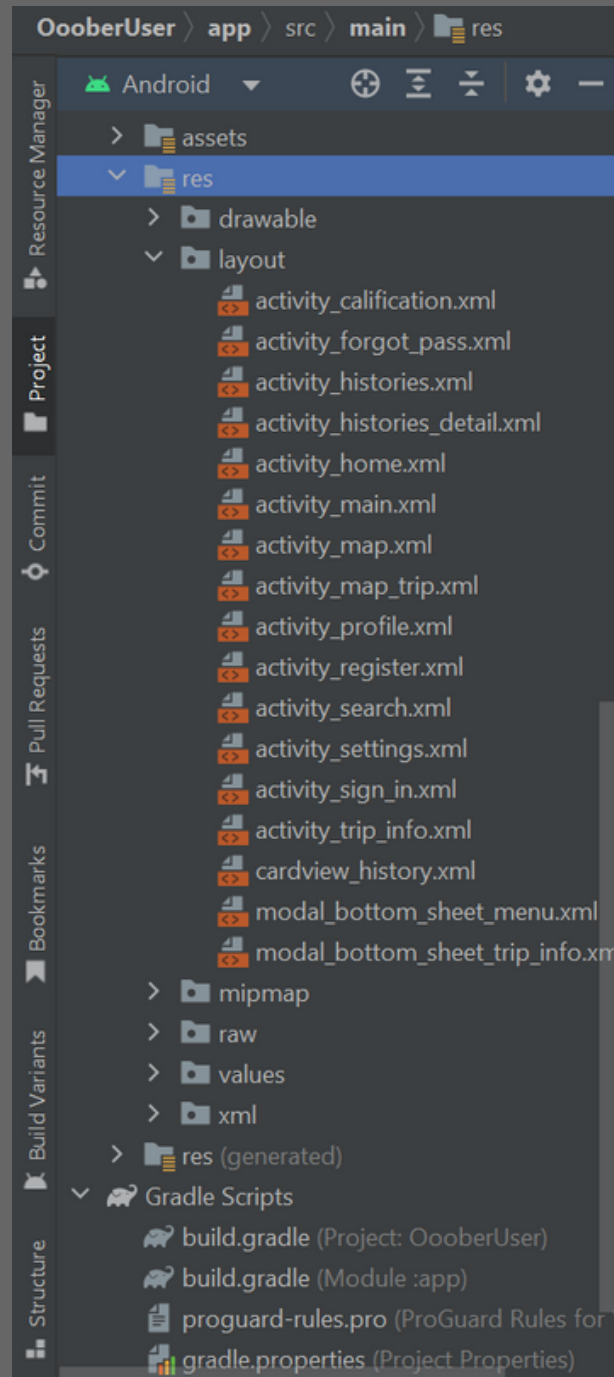 OooberUser 〉 app 〉 src 〉 main 〉 res
Android
assets
res
drawable
layout
activity_calification.xml
activity_forgot_pass.xml
activity_histories.xml
activity_histories_detail.xml
activity_home.xml
activity_main.xml
activity_map.xml
activity_map_trip.xml
activity_profile.xml
activity_register.xml
activity_search.xml
activity_settings.xml
activity_sign_in.xml
activity_trip_info.xml
cardview_history.xml
modal_bottom_sheet_menu.xml
modal_bottom_sheet_trip_info.xm
mipmap
raw
values
xml
res (generated)
Gradle Scripts
build.gradle (Project: OooberUser)
build.gradle (Module :app)
proguard-rules.pro (ProGuard Rules for
gradle.properties (Project Properties)
Resource Manager
Project
Commit
Pull Requests
Bookmarks
Build Variants
Structure